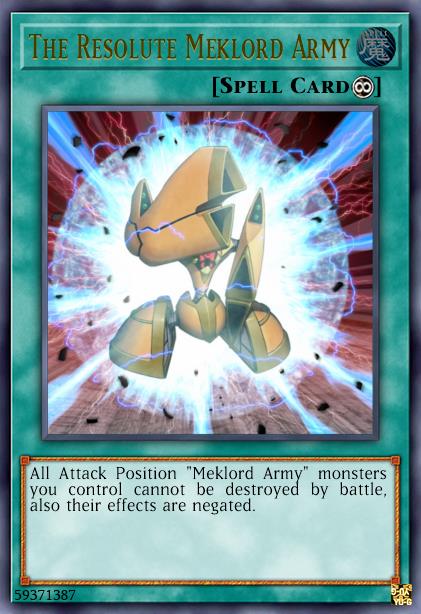 THE RESOLUTE MEKLORD ARMY 魔
[SPELL CARD]
All Attack Position "Meklord Army" monsters
you control cannot be destroyed by battle,
also their effects are negated.
59371387